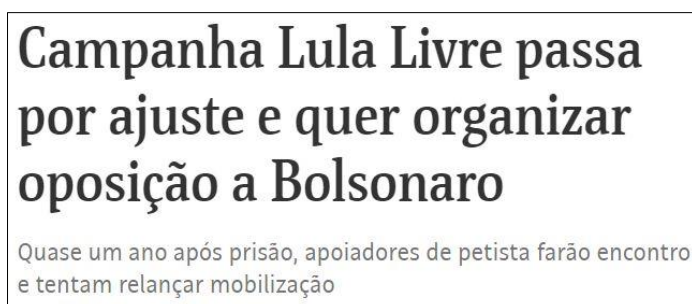 Campanha Lula Livre passa
por ajuste e quer organizar
oposição a Bolsonaro
Quase um ano após prisão, apoiadores de petista farão encontro
e tentam relançar mobilização